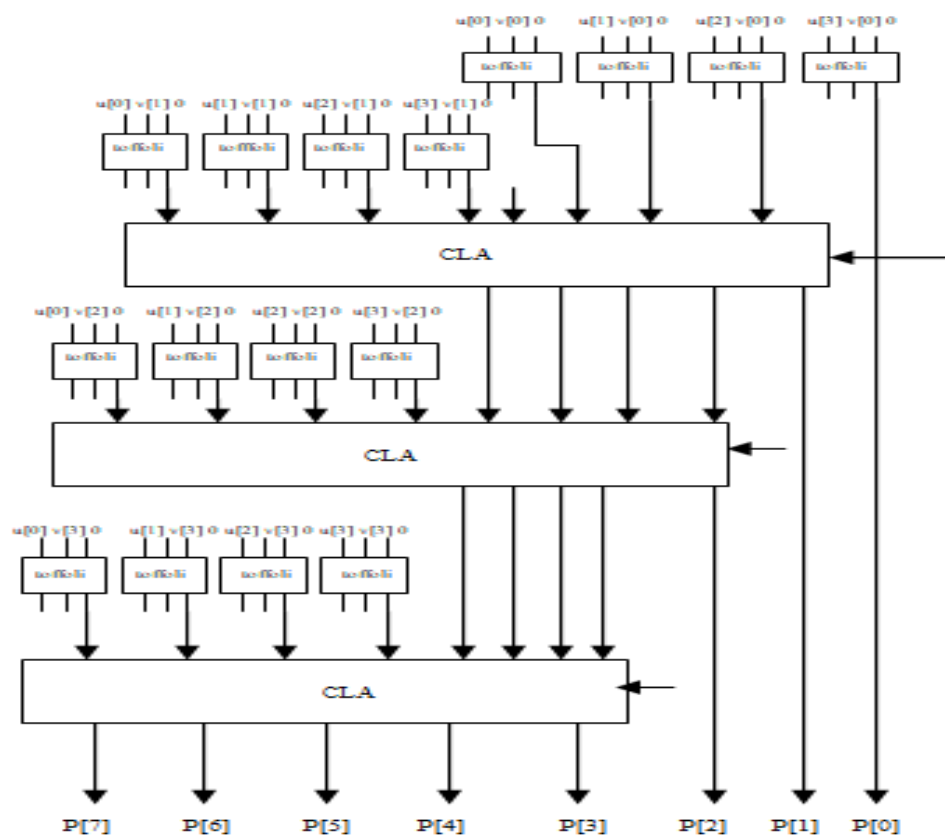 u[0] v[0] 0 u[1] v[0] 0 u[2] v[0] 0 u[3] v[0] 0
toffoli toffoli toffoli toffoli
u[0] v[1] 0 u[1] v[1] 0 u[2] v[1] 0 u[3] v[1] 0
toffoli toffoli toffoli toffoli
CLA
u[0] v[2] 0 u[1] v[2] 0 u[2] v[2] 0 u[3] v[2] 0
toffoli toffoli toffoli toffoli
CLA
u[0] v[3] 0 u[1] v[3] 0 u[2] v[3] 0 u[3] v[3] 0
toffoli toffoli toffoli toffoli
CLA
P[7] P[6] P[5] P[4] P[3] P[2] P[1] P[0]